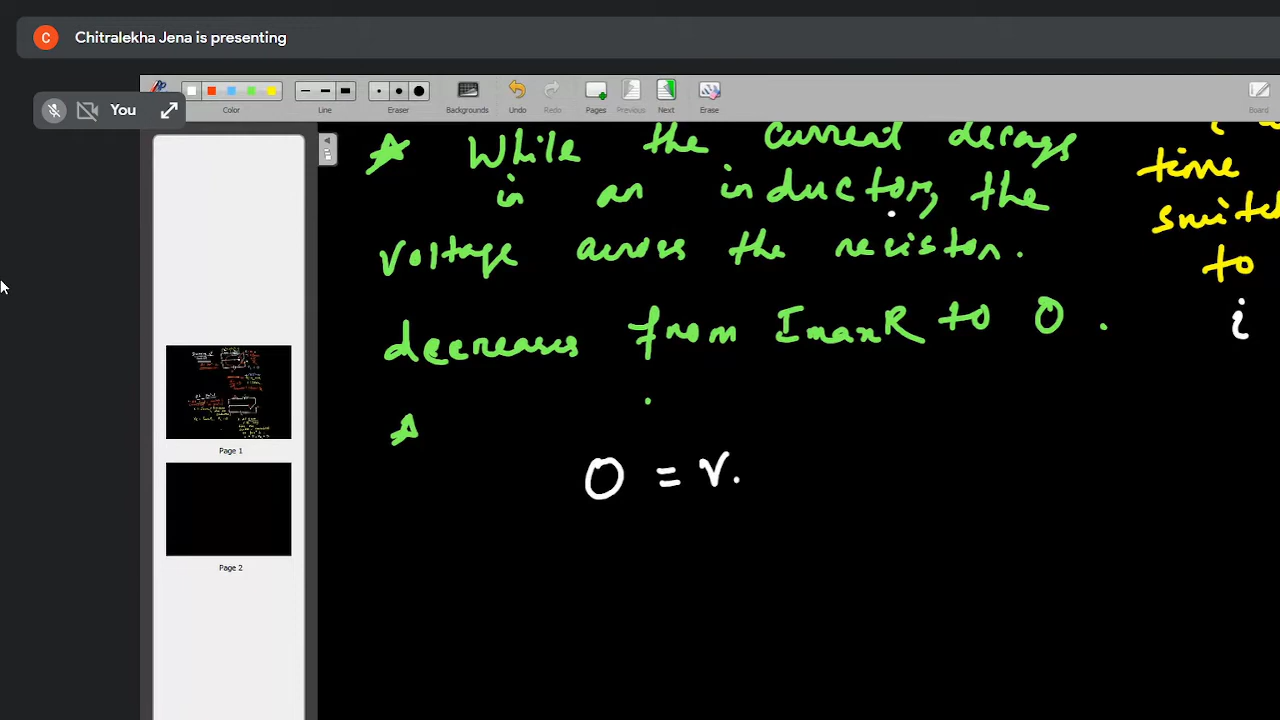 Chitralekha Jena is presenting
C
You
Color
Line
Eraser
Backgrounds
Undo
Redo
Pages
Previous
Next
Erase
Board
While the current decays
in an inductor, the
voltage across the resistor.
decreases from ImaxR to 0.
0 = v.
time
switch
to
i
Page 1
Page 2